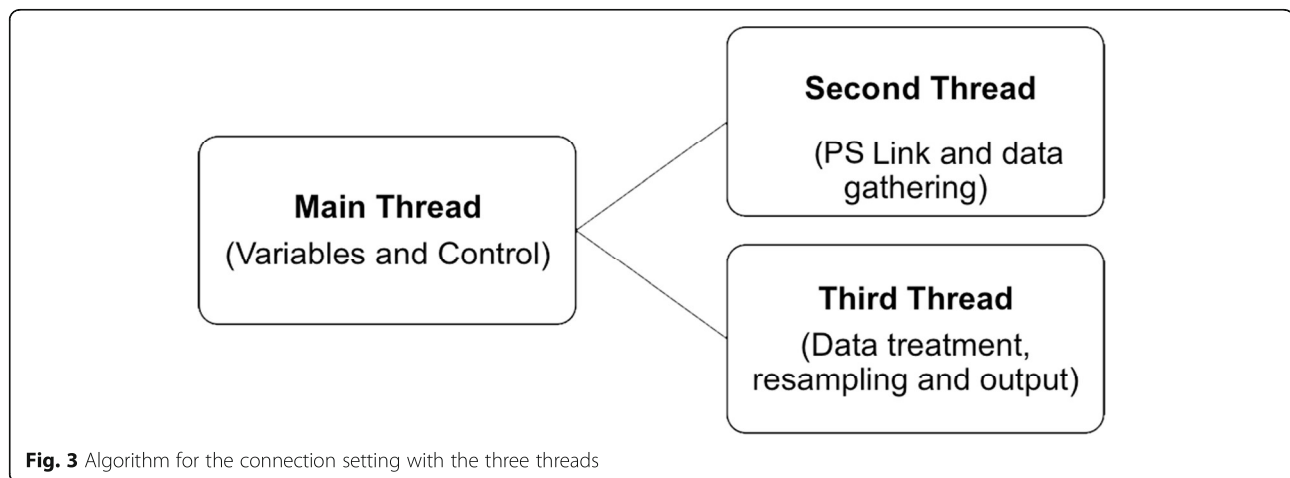 Main Thread
(Variables and Control)
Second Thread
(PS Link and data
gathering)
Third Thread
(Data treatment,
resampling and output)
Fig. 3 Algorithm for the connection setting with the three threads